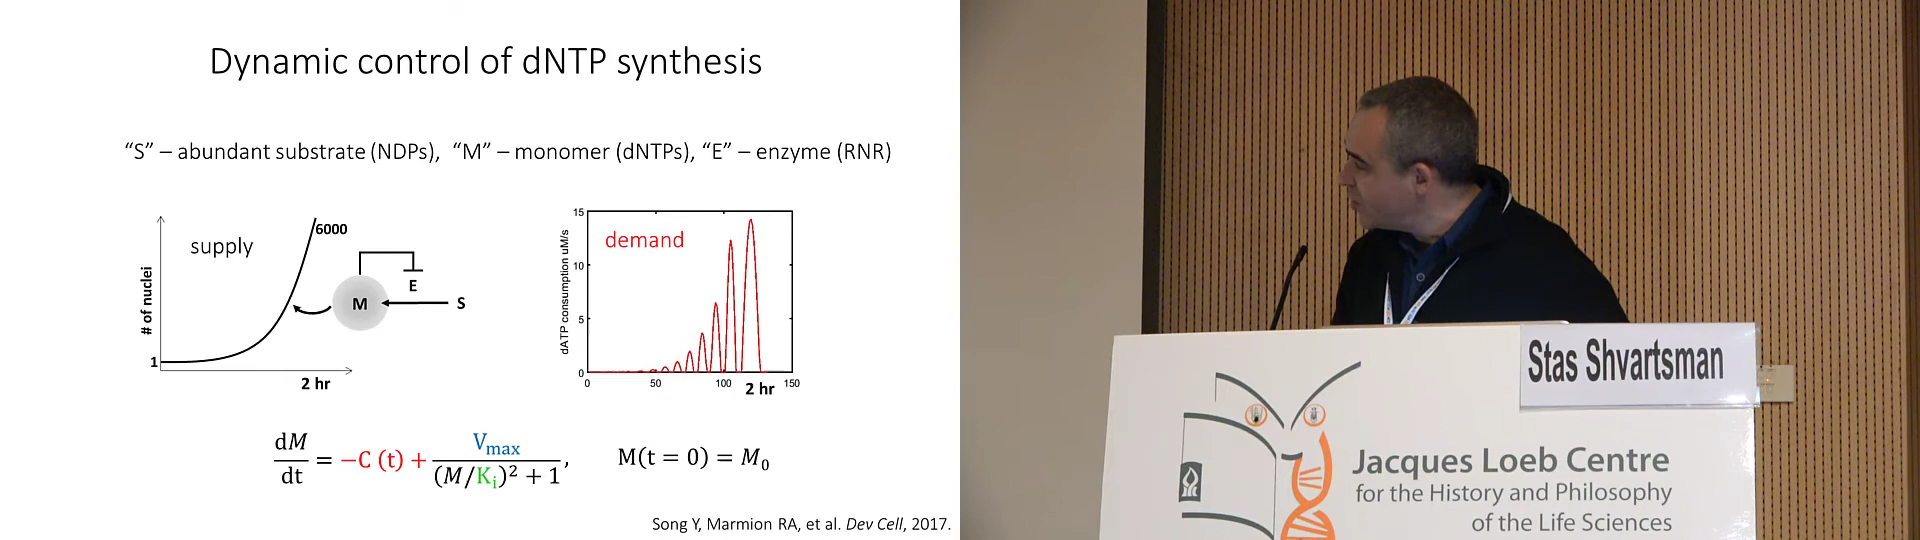 Dynamic control of dNTP synthesis
“S” – abundant substrate (NDPs), “M” – monomer (dNTPs), “E” – enzyme (RNR)
supply
6000
# of nuclei
M
E
S
1
2 hr
demand
dATP consumption uM/s
15
10
5
0
0
50
100
150
2 hr
dM/dt = −C (t) + Vmax/((M/Ki)² + 1), M(t = 0) = M₀
Song Y, Marmion RA, et al. Dev Cell, 2017.
Stas Shvartsman
Jacques Loeb Centre
for the History and Philosophy
of the Life Sciences